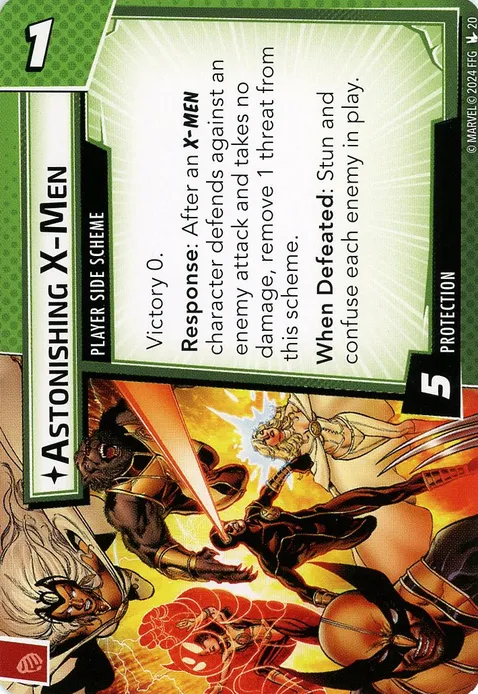 1
ASTONISHING X-MEN
PLAYER SIDE SCHEME
Victory 0.
Response: After an X-MEN
character defends against an
enemy attack and takes no
damage, remove 1 threat from
this scheme.
When Defeated: Stun and
confuse each enemy in play.
5
PROTECTION
© MARVEL © 2024 FFG 20